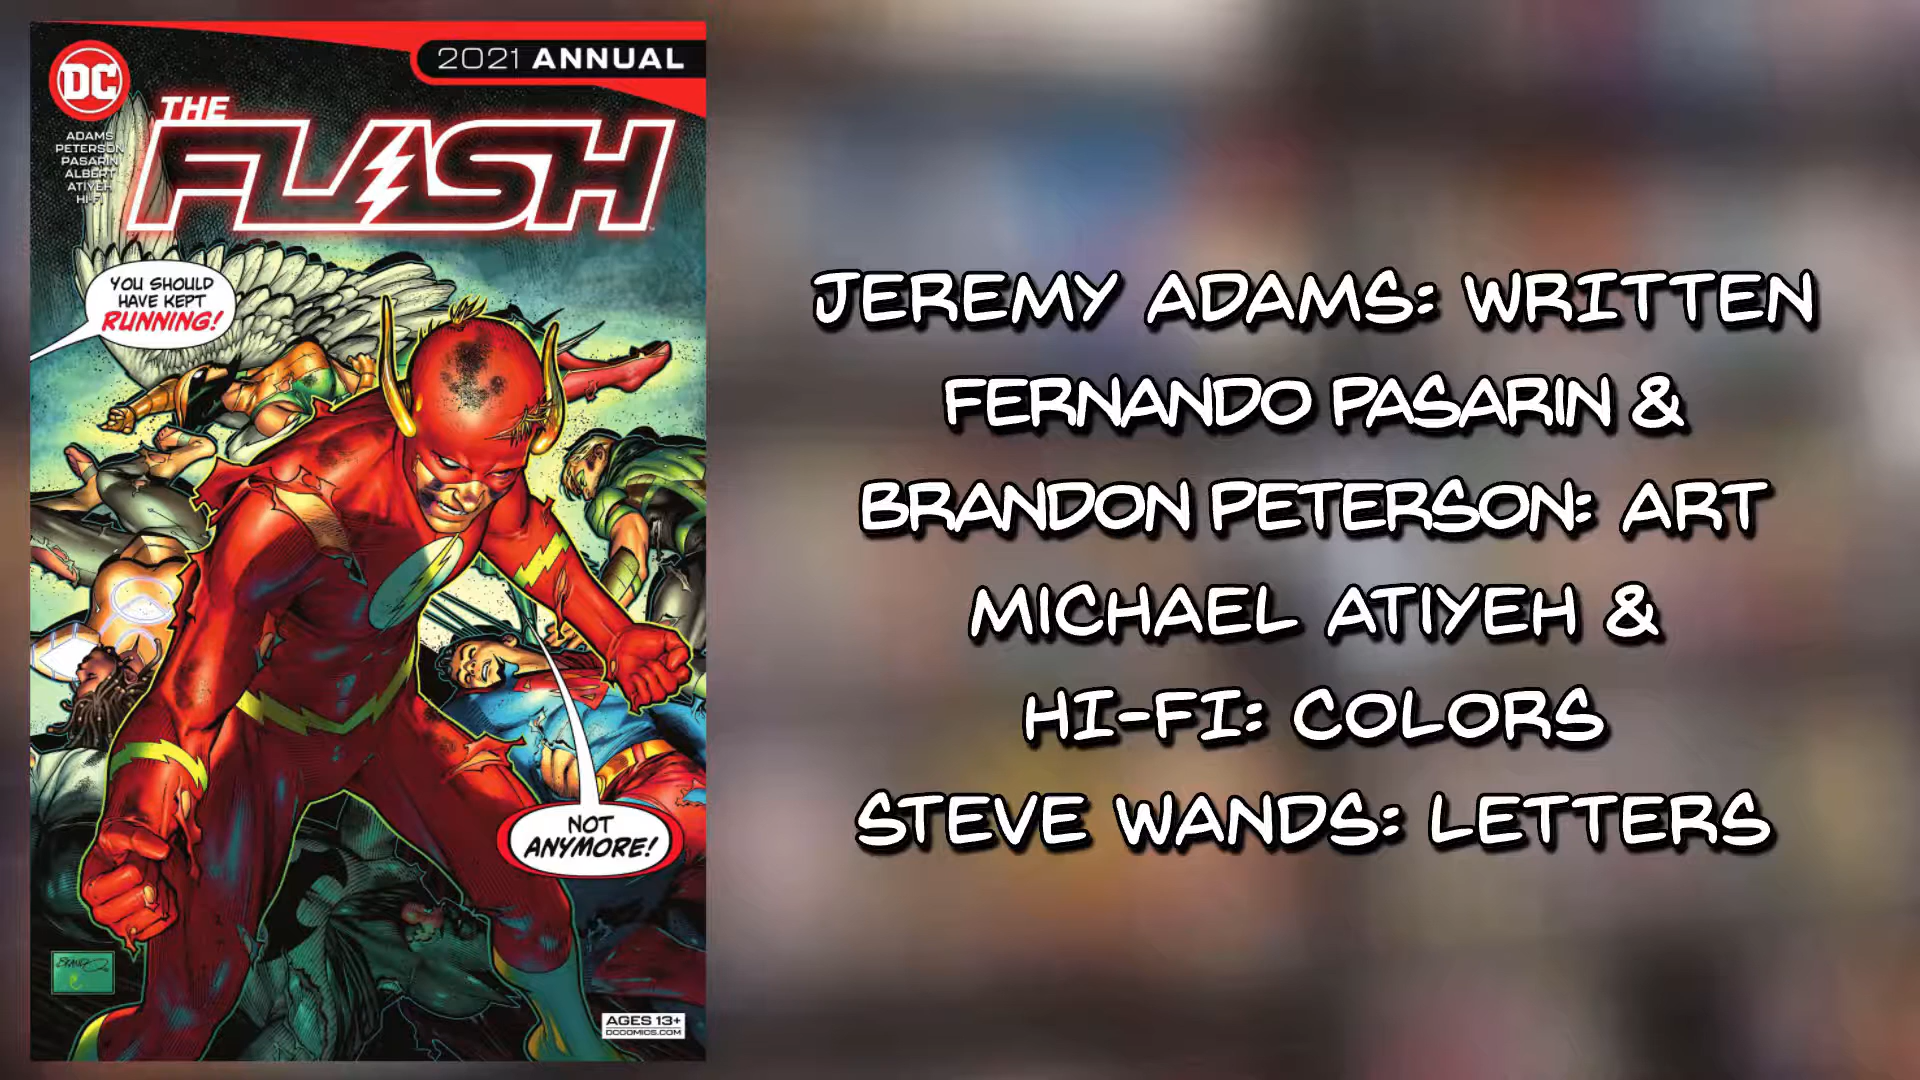 2021 ANNUAL
DC
THE
FLASH
ADAMS
PETERSON
PASARIN
ALBERT
ATIYEH
HI-FI
YOU SHOULD
HAVE KEPT
RUNNING!
NOT
ANYMORE!
AGES 13+
DCCOMICS.COM
JEREMY ADAMS: WRITTEN
FERNANDO PASARIN &
BRANDON PETERSON: ART
MICHAEL ATIYEH &
HI-FI: COLORS
STEVE WANDS: LETTERS